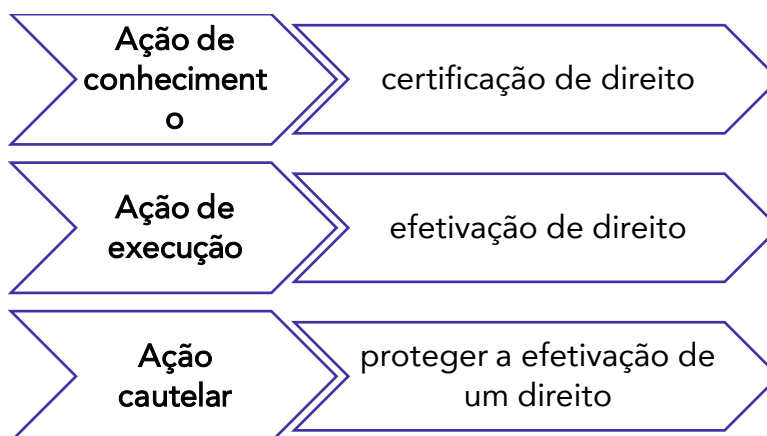 Ação de
conheciment
o
certificação de direito
Ação de
execução
efetivação de direito
Ação
cautelar
proteger a efetivação de
um direito